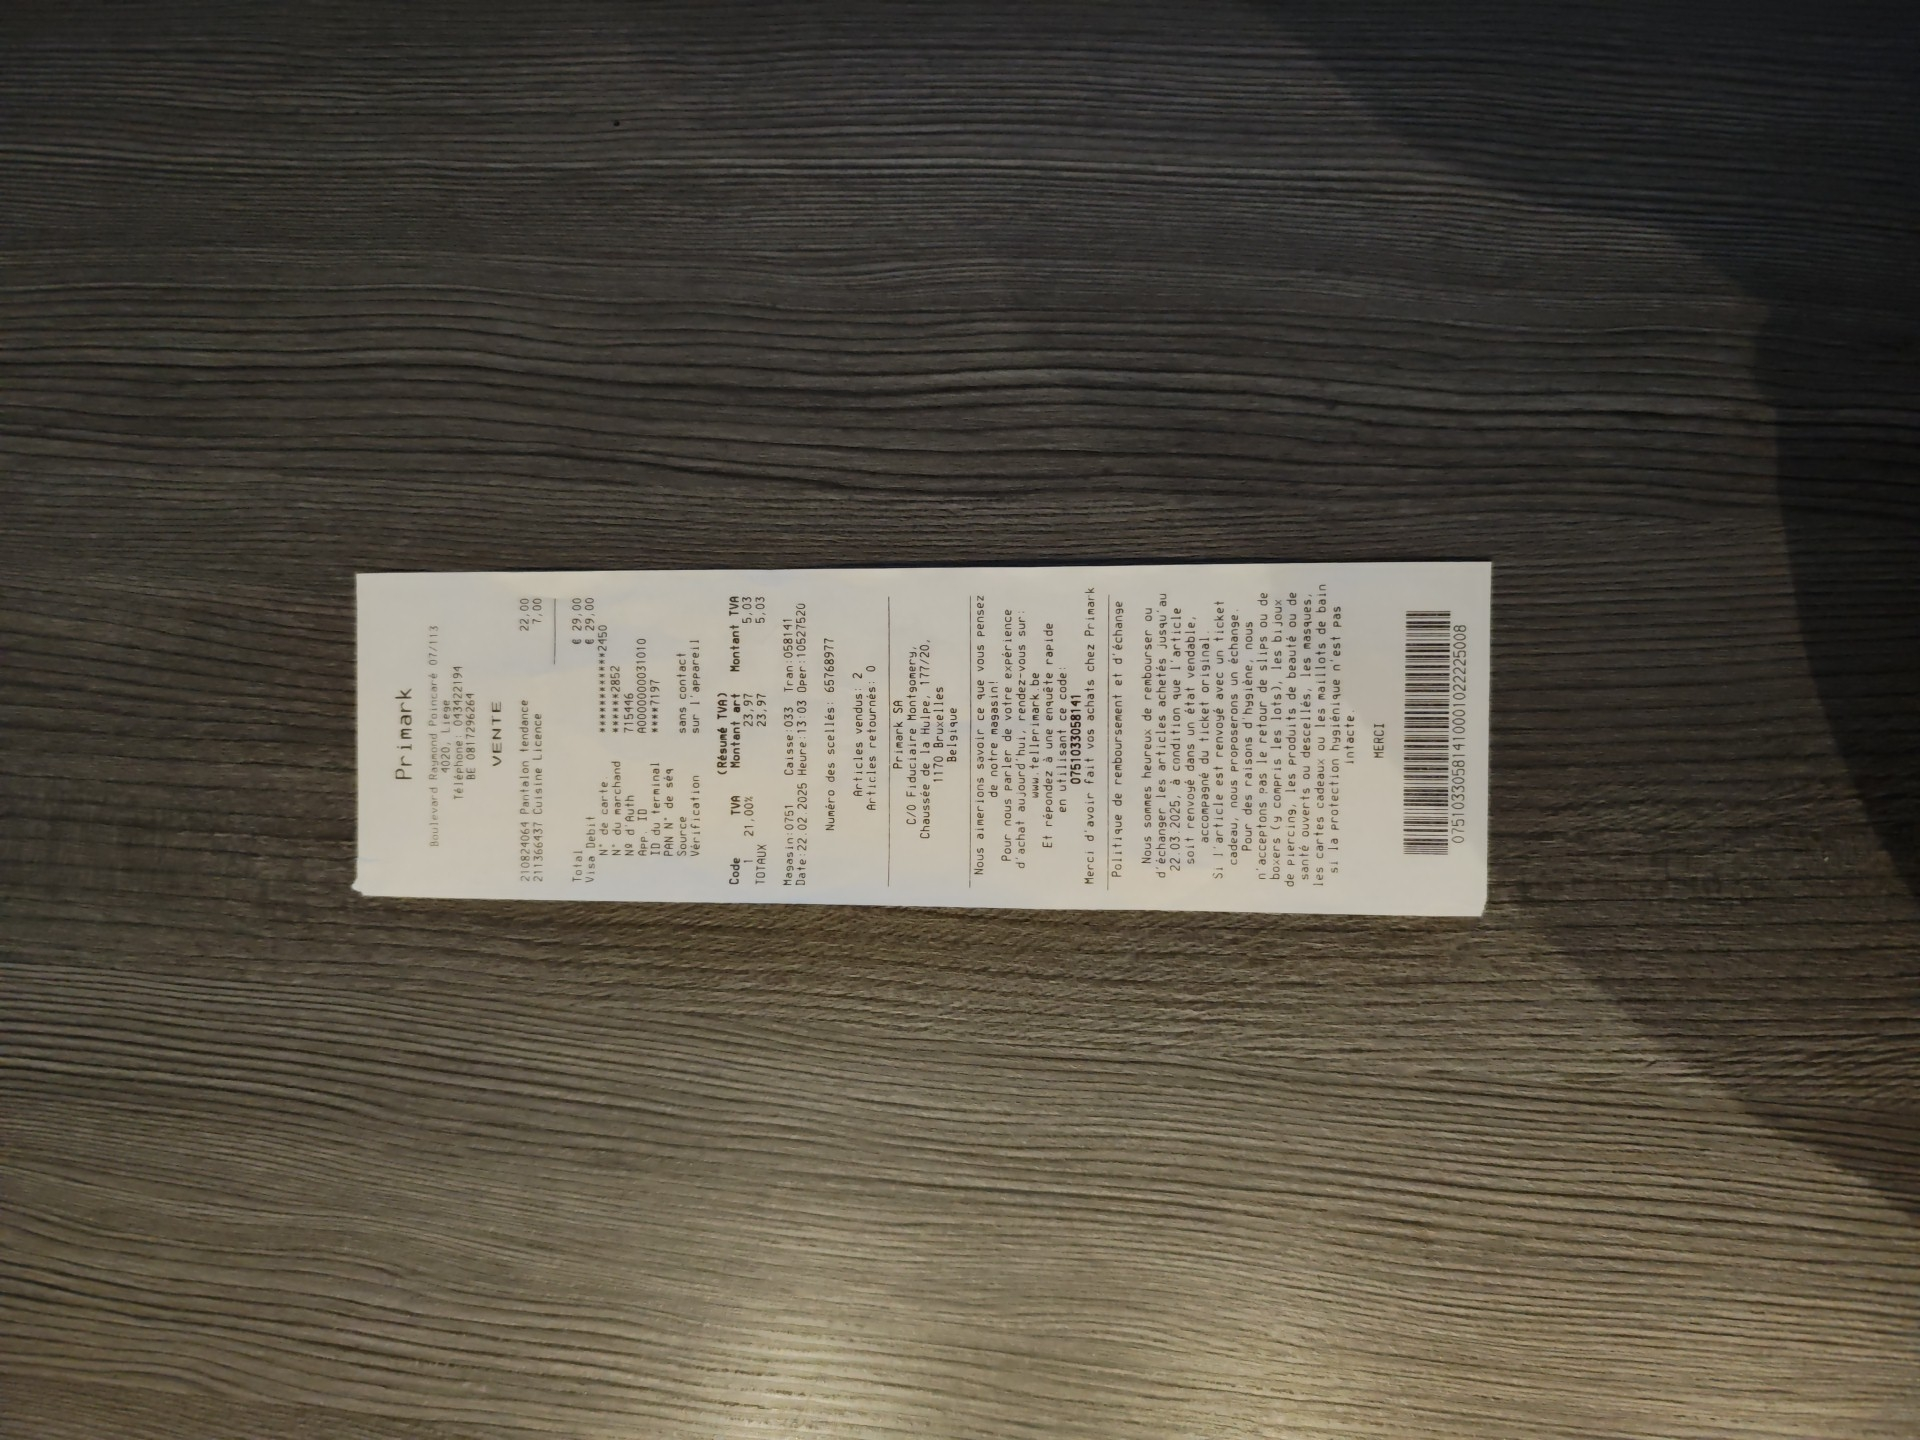 Primark
Boulevard Raymond Poincaré 07/113
4020, Liege
Téléphone: 043422194
BE 0817296264
VENTE
210824064 Pantalon tendance 22,00
211366437 Cuisine Licence 7,00
Total € 29,00
Visa Debit € 29,00
N° de carte ************2450
N° du marchand *****2852
Nº d'Auth 715446
App. ID A0000000031010
ID du terminal ****7197
PAN N° de séq
Source sans contact
Vérification sur l'appareil
(Résumé TVA)
Code TVA Montant art Montant TVA
1 21,00% 23,97 5,03
TOTAUX 23,97 5,03
Magasin:0751 Caisse:033 Tran:058141
Date:22.02.2025 Heure:13:03 Oper:10527520
Numéro des scellés: 65768977
Articles vendus: 2
Articles retournés: 0
Primark SA
C/O Fiduciaire Montgomery,
Chaussée de la Hulpe, 177/20,
1170 Bruxelles
Belgique
Nous aimerions savoir ce que vous pensez
de notre magasin!
Pour nous parler de votre expérience
d'achat aujourd'hui, rendez-vous sur:
www.tellprimark.be
Et répondez à une enquête rapide
en utilisant ce code:
0751033058141
Merci d'avoir fait vos achats chez Primark
Politique de remboursement et d'échange
Nous sommes heureux de rembourser ou
d'échanger les articles achetés jusqu'au
22.03.2025, à condition que l'article
soit renvoyé dans un état vendable,
accompagné du ticket original.
Si l'article est renvoyé avec un ticket
cadeau, nous proposerons un échange.
Pour des raisons d'hygiène, nous
n'acceptons pas le retour de slips ou de
boxers (y compris les lots), les bijoux
de piercing, les produits de beauté ou de
santé ouverts ou descellés, les masques,
les cartes cadeaux ou les maillots de bain
si la protection hygiénique n'est pas
intacte.
MERCI
0751033058141000102225008